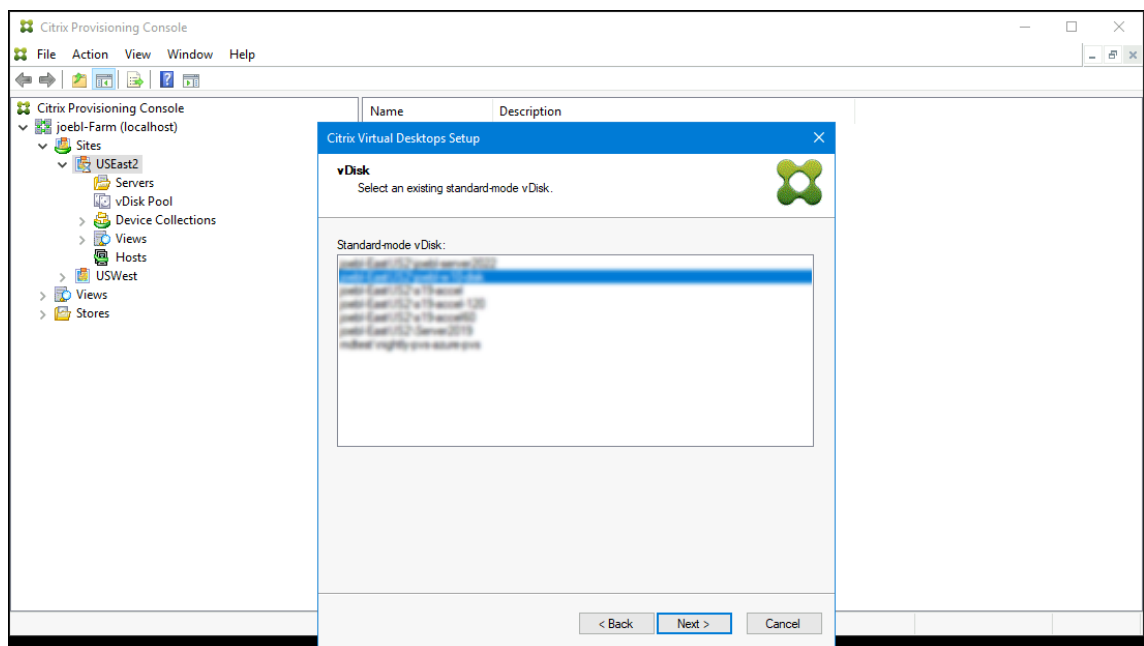 Citrix Provisioning Console
File Action View Window Help
Citrix Provisioning Console
joebl-Farm (localhost)
Sites
USEast2
Servers
vDisk Pool
Device Collections
Views
Hosts
USWest
Views
Stores
Name Description
Citrix Virtual Desktops Setup
vDisk
Select an existing standard-mode vDisk.
Standard-mode vDisk:
< Back Next > Cancel